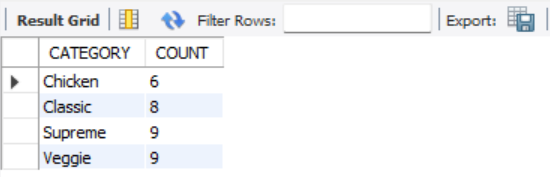 Result Grid Filter Rows: Export:
CATEGORY COUNT
Chicken 6
Classic 8
Supreme 9
Veggie 9